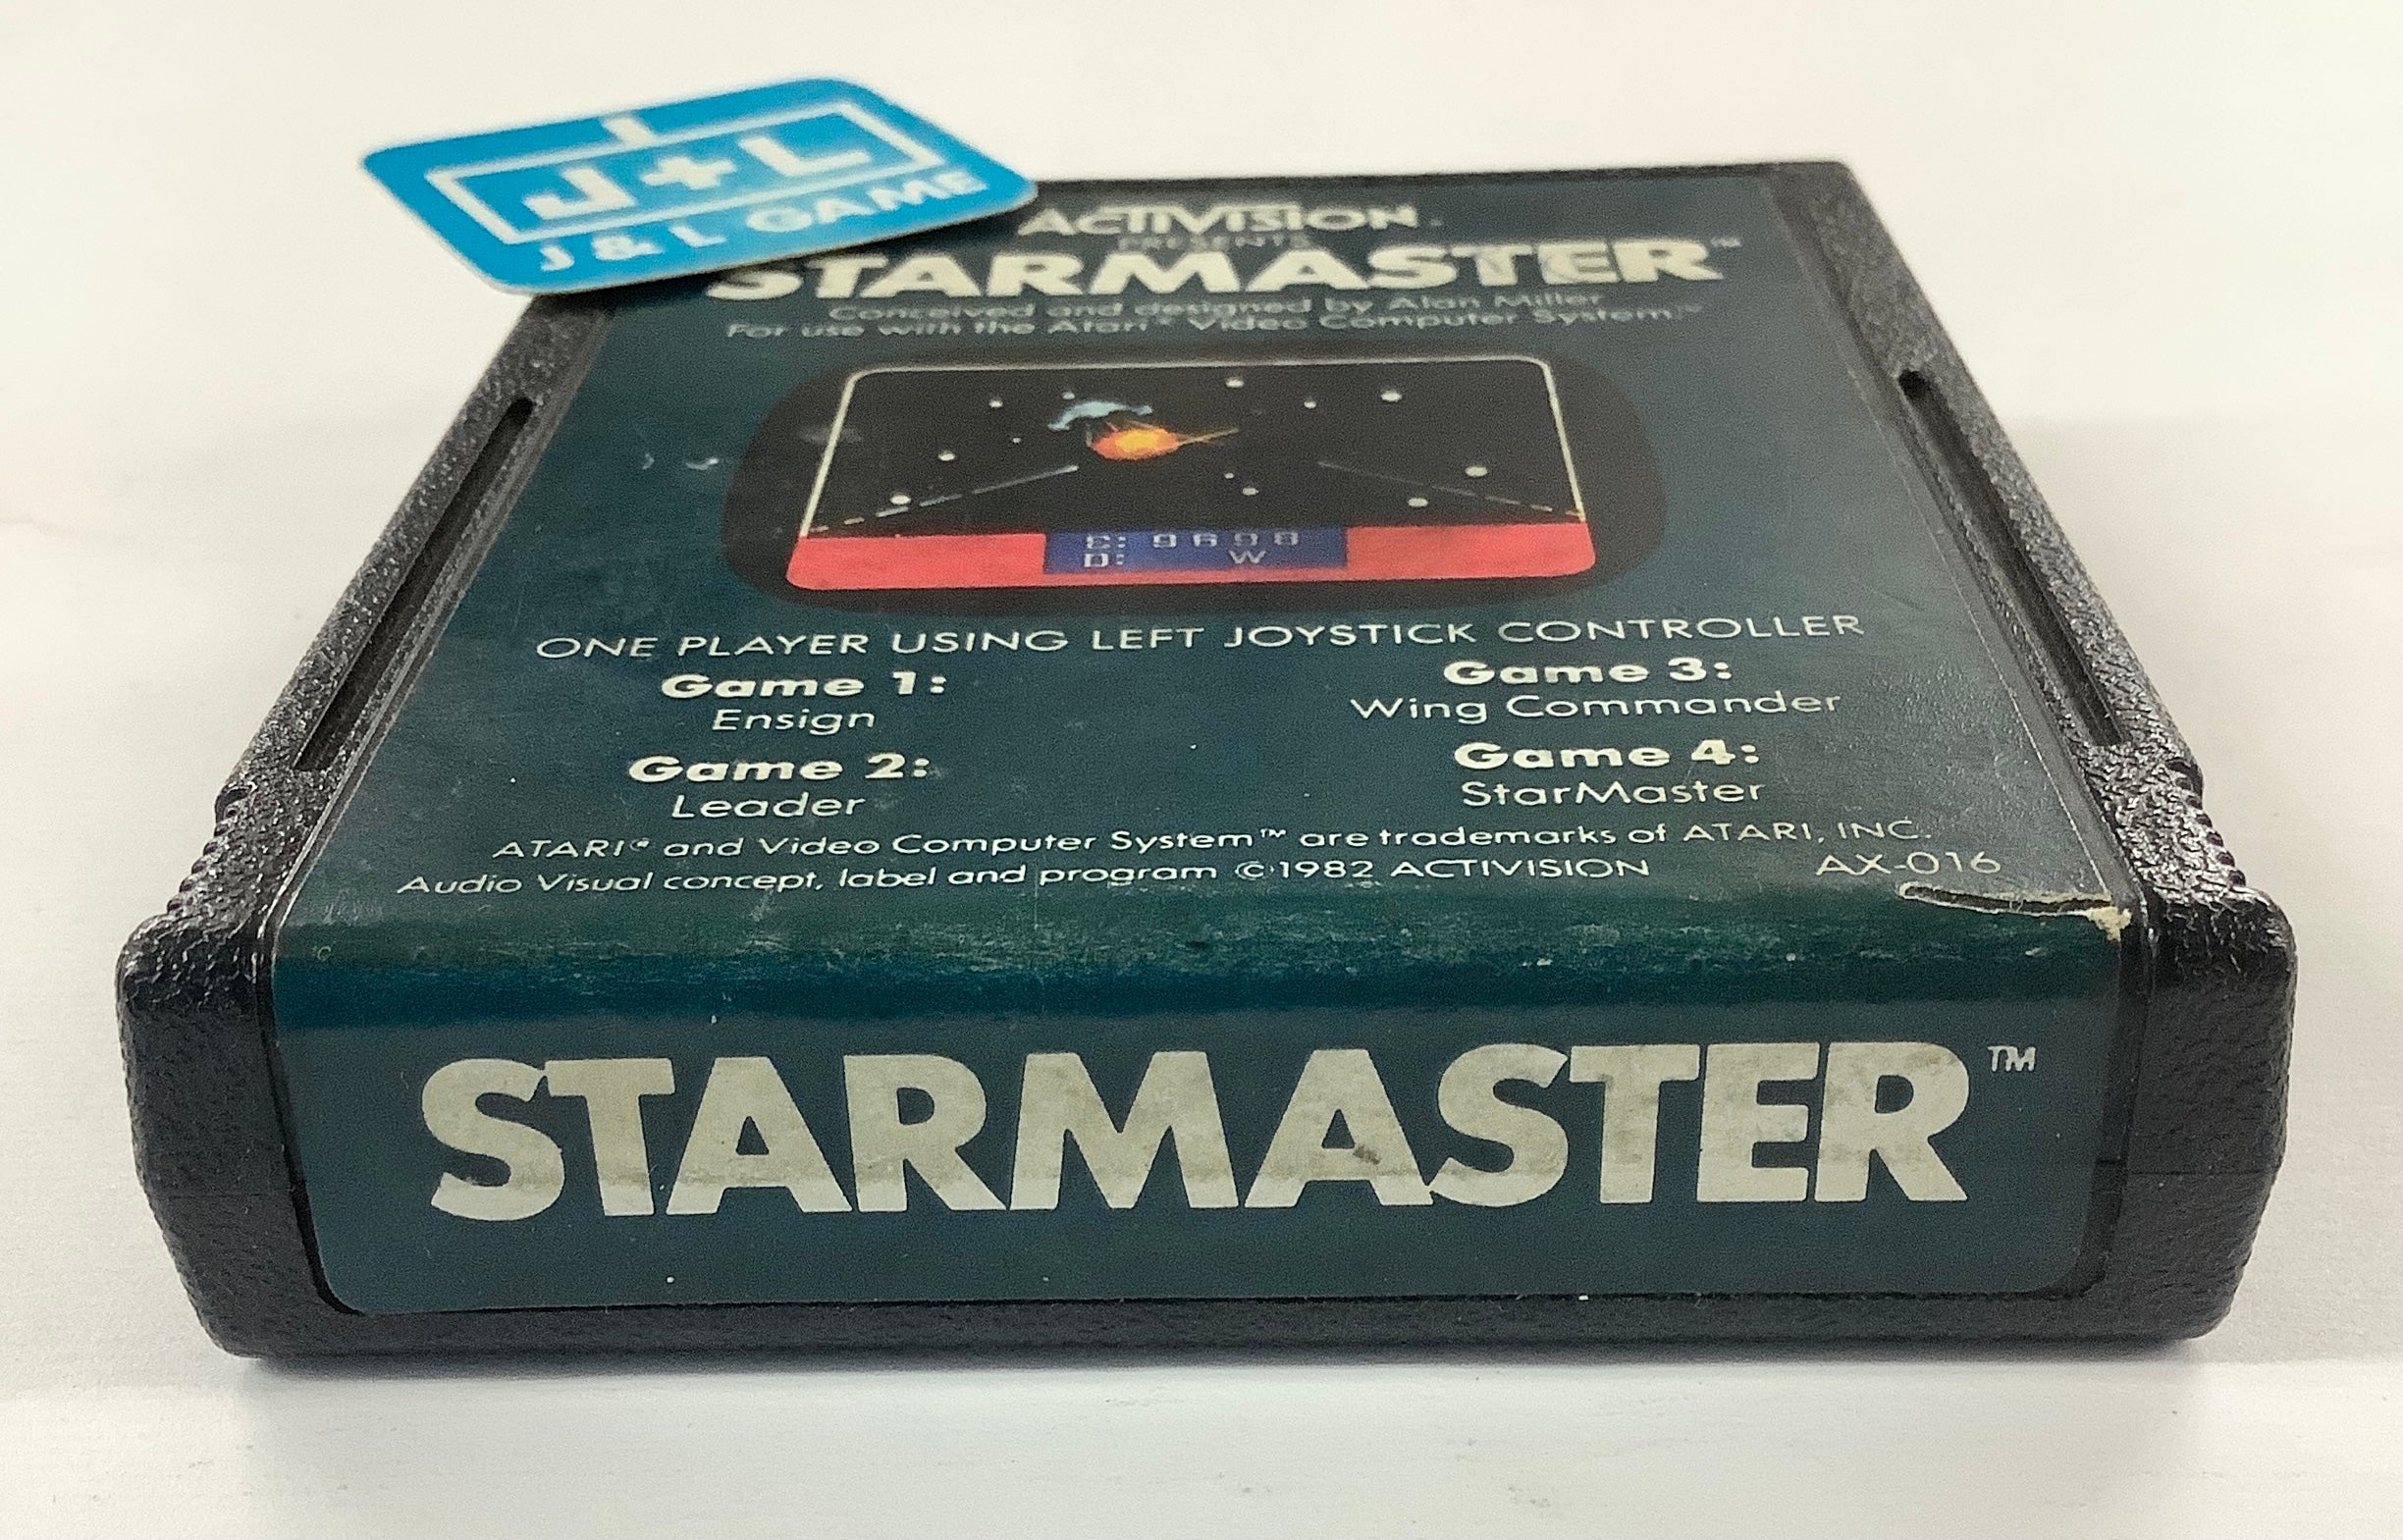 J+L
J & L GAME
ACTIVISION
PRESENTS
STARMASTER™
Conceived and designed by Alan Miller
For use with the Atari® Video Computer System.™
E: 9698
D: W
ONE PLAYER USING LEFT JOYSTICK CONTROLLER
Game 1:
Ensign
Game 2:
Leader
Game 3:
Wing Commander
Game 4:
StarMaster
ATARI® and Video Computer System™ are trademarks of ATARI, INC.
Audio Visual concept, label and program ©1982 ACTIVISION AX-016
STARMASTER™